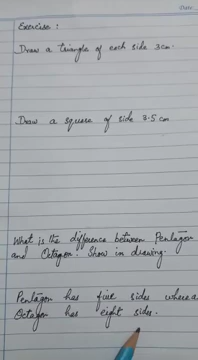 Exercise :
Draw a triangle of each side 3cm.
Draw a square of side 3.5 cm
What is the difference between Pentagon
and Octagon. Show in drawing.
Pentagon has five sides wherea
Octagon has eight sides.